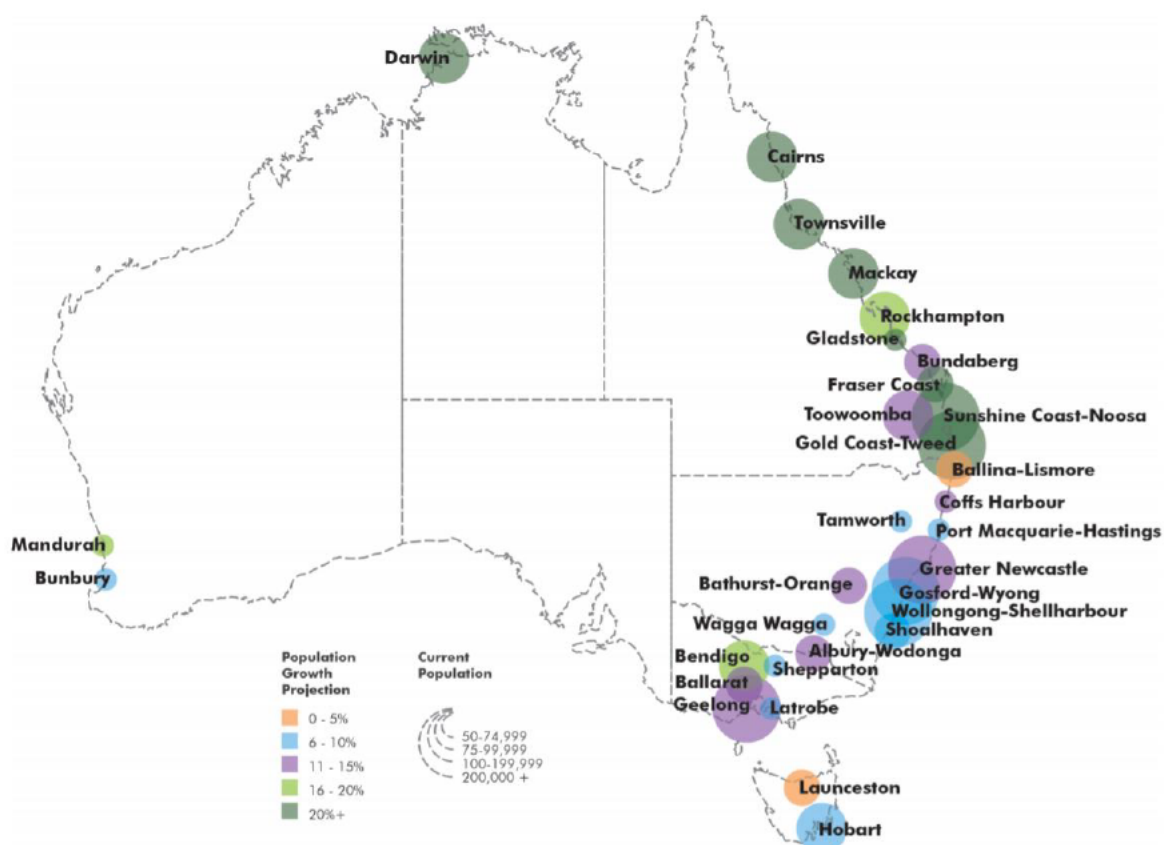 Darwin
Cairns
Townsville
Mackay
Rockhampton
Gladstone
Bundaberg
Fraser Coast
Toowoomba
Sunshine Coast-Noosa
Gold Coast-Tweed
Ballina-Lismore
Coffs Harbour
Tamworth
Port Macquarie-Hastings
Mandurah
Bunbury
Greater Newcastle
Bathurst-Orange
Gosford-Wyong
Wollongong-Shellharbour
Wagga Wagga
Shoalhaven
Albury-Wodonga
Bendigo
Shepparton
Ballarat
Geelong
Latrobe
Launceston
Hobart
Population
Growth
Projection
0 - 5%
6 - 10%
11 - 15%
16 - 20%
20%+
Current
Population
50-74,999
75-99,999
100-199,999
200,000 +